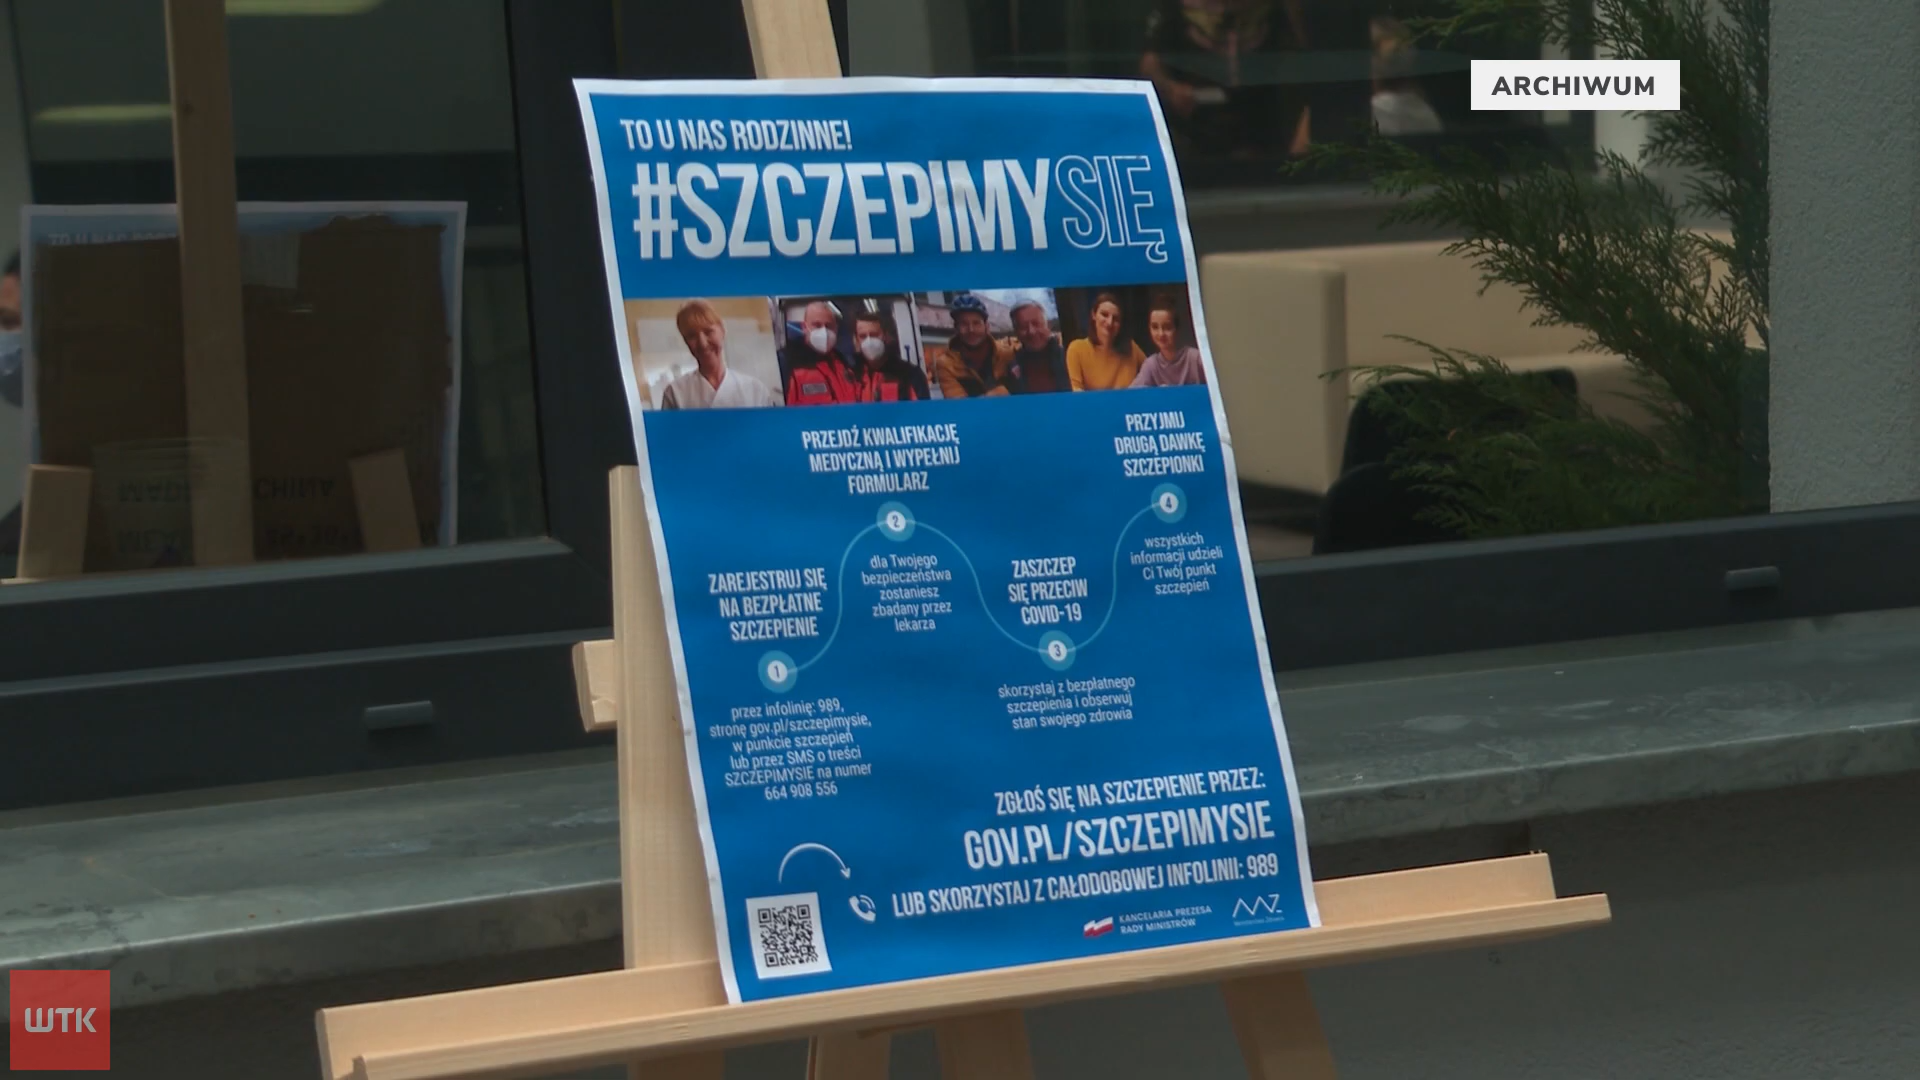 ARCHIWUM
TO U NAS RODZINNE!
#SZCZEPIMYSIĘ
PRZEJDŹ KWALIFIKACJĘ
MEDYCZNĄ I WYPEŁNIJ
FORMULARZ
PRZYJMIJ
DRUGĄ DAWKĘ
SZCZEPIONKI
2
4
dla Twojego
bezpieczeństwa
zostaniesz
zbadany przez
lekarza
wszystkich
informacji udzieli
Ci Twój punkt
szczepień
ZAREJESTRUJ SIĘ
NA BEZPŁATNE
SZCZEPIENIE
ZASZCZEP
SIĘ PRZECIW
COVID-19
1
3
przez infolinię: 989,
stronę gov.pl/szczepimysie,
w punkcie szczepień
lub przez SMS o treści
SZCZEPIMYSIE na numer
664 908 556
skorzystaj z bezpłatnego
szczepienia i obserwuj
stan swojego zdrowia
ZGŁOŚ SIĘ NA SZCZEPIENIE PRZEZ:
GOV.PL/SZCZEPIMYSIE
LUB SKORZYSTAJ Z CAŁODOBOWEJ INFOLINII: 989
KANCELARIA PREZESA
RADY MINISTRÓW
MZ
WTK